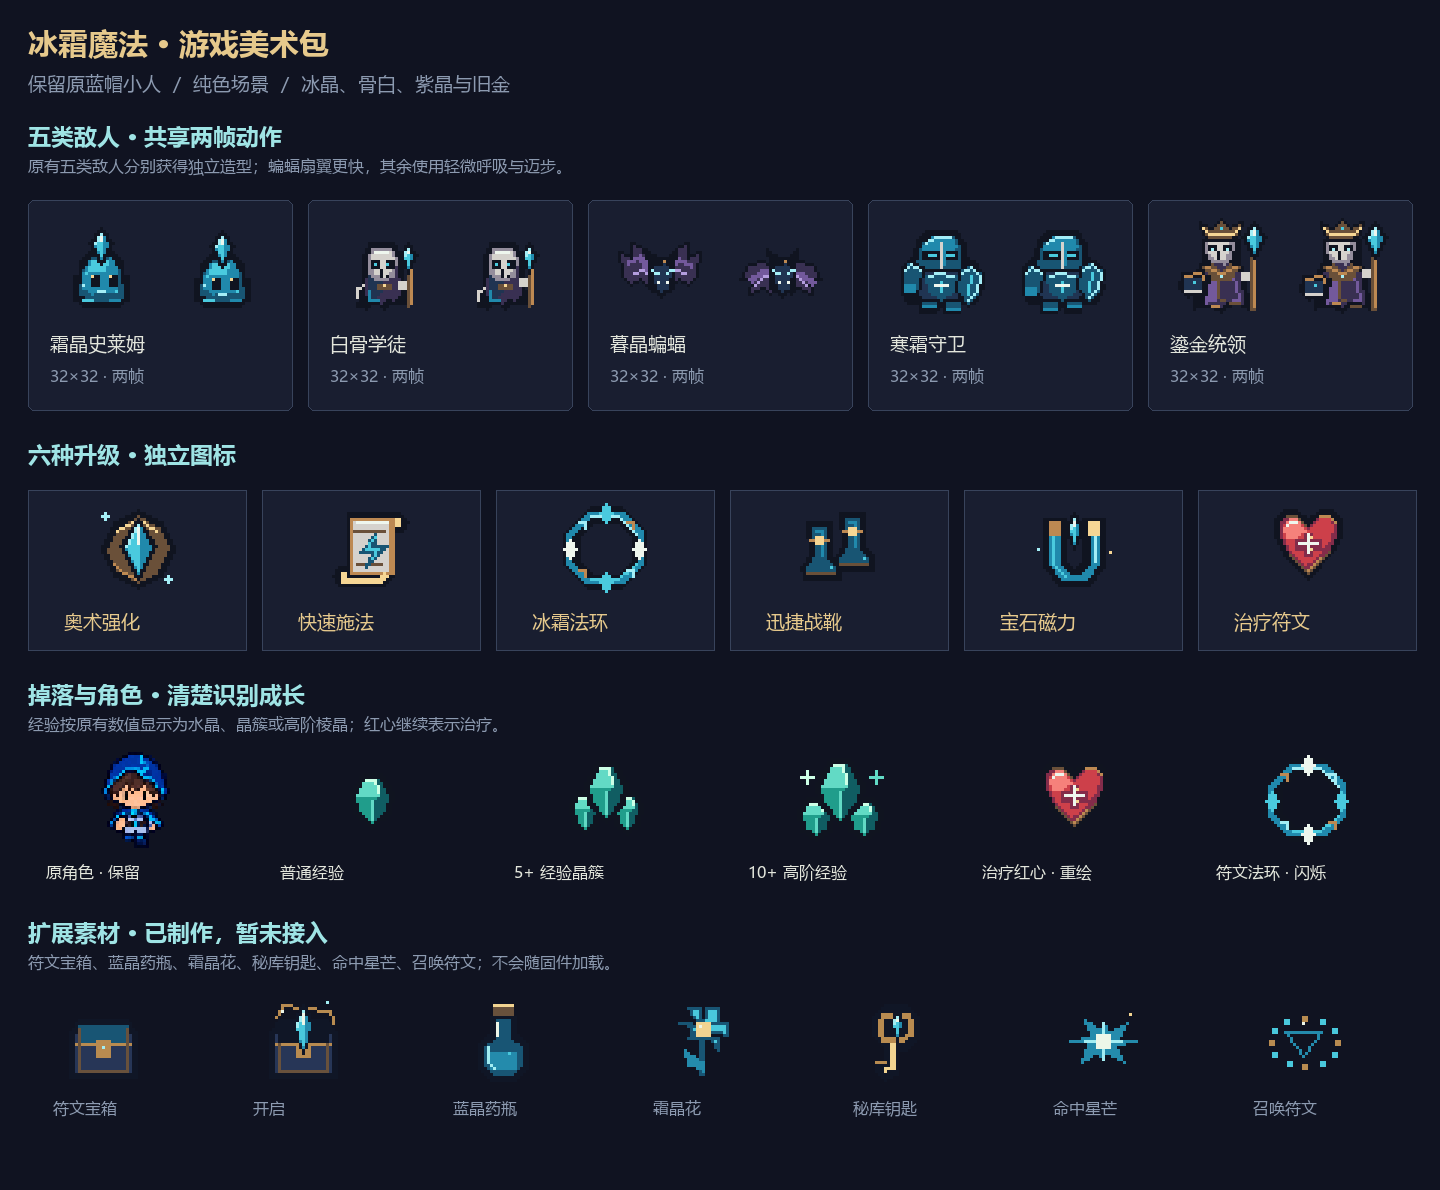 冰霜魔法 • 游戏美术包
保留原蓝帽小人 / 纯色场景 / 冰晶、骨白、紫晶与旧金
五类敌人 • 共享两帧动作
原有五类敌人分别获得独立造型；蝙蝠扇翼更快，其余使用轻微呼吸与迈步。
霜晶史莱姆
32×32 · 两帧
白骨学徒
32×32 · 两帧
暮晶蝙蝠
32×32 · 两帧
寒霜守卫
32×32 · 两帧
鎏金统领
32×32 · 两帧
六种升级 • 独立图标
奥术强化
快速施法
冰霜法环
迅捷战靴
宝石磁力
治疗符文
掉落与角色 • 清楚识别成长
经验按原有数值显示为水晶、晶簇或高阶棱晶；红心继续表示治疗。
原角色 · 保留
普通经验
5+ 经验晶簇
10+ 高阶经验
治疗红心 · 重绘
符文法环 · 闪烁
扩展素材 • 已制作，暂未接入
符文宝箱、蓝晶药瓶、霜晶花、秘库钥匙、命中星芒、召唤符文；不会随固件加载。
符文宝箱
开启
蓝晶药瓶
霜晶花
秘库钥匙
命中星芒
召唤符文